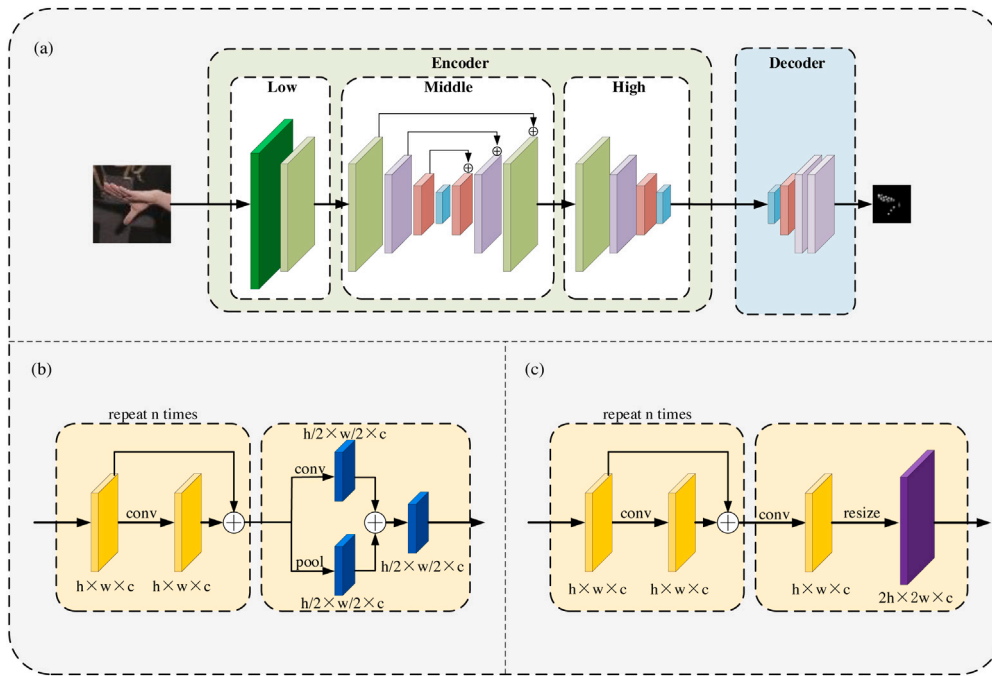 (a)
Encoder
Decoder
Low
Middle
High
(b)
repeat n times
h/2×w/2×c
conv
conv
pool
h×w×c
h×w×c
h/2×w/2×c
h/2×w/2×c
(c)
repeat n times
conv
conv
resize
h×w×c
h×w×c
h×w×c
2h×2w×c